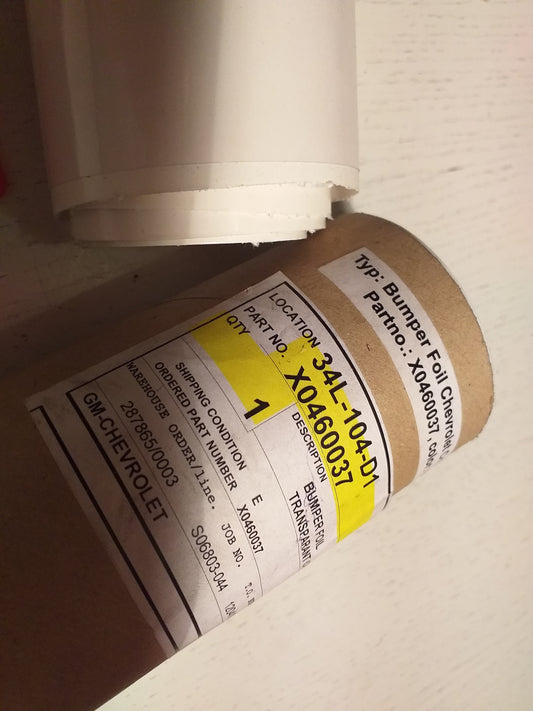 Typ: Bumper Foil Chevrolet
Partno.: X0460037 ,
LOCATION 34L-104-D1
PART NO. X0460037
QTY 1
DESCRIPTION BUMPER FOIL
TRANSPARANT
SHIPPING CONDITION E
ORDERED PART NUMBER X0460037
WAREHOUSE ORDER/line. JOB NO.
287865/0003 S06803-044
GM-CHEVROLET